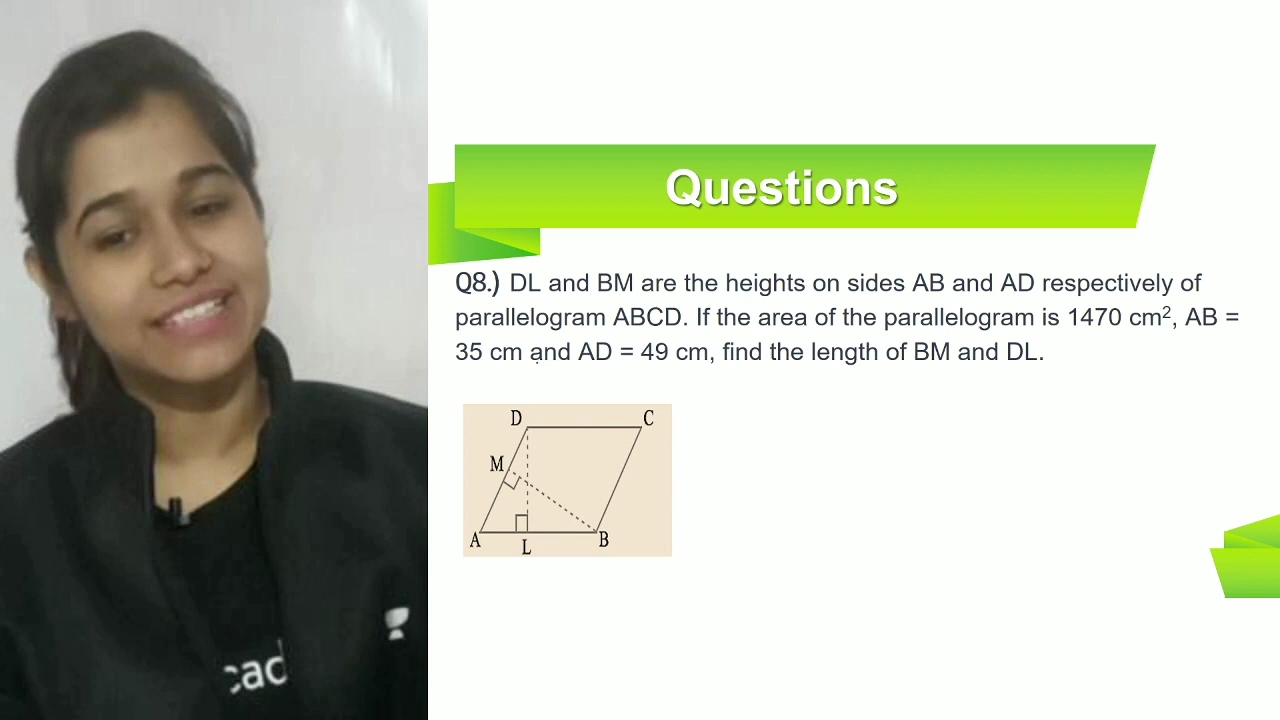 Questions
Q8.) DL and BM are the heights on sides AB and AD respectively of
parallelogram ABCD. If the area of the parallelogram is 1470 cm², AB =
35 cm and AD = 49 cm, find the length of BM and DL.
D C
M
A L B
cad